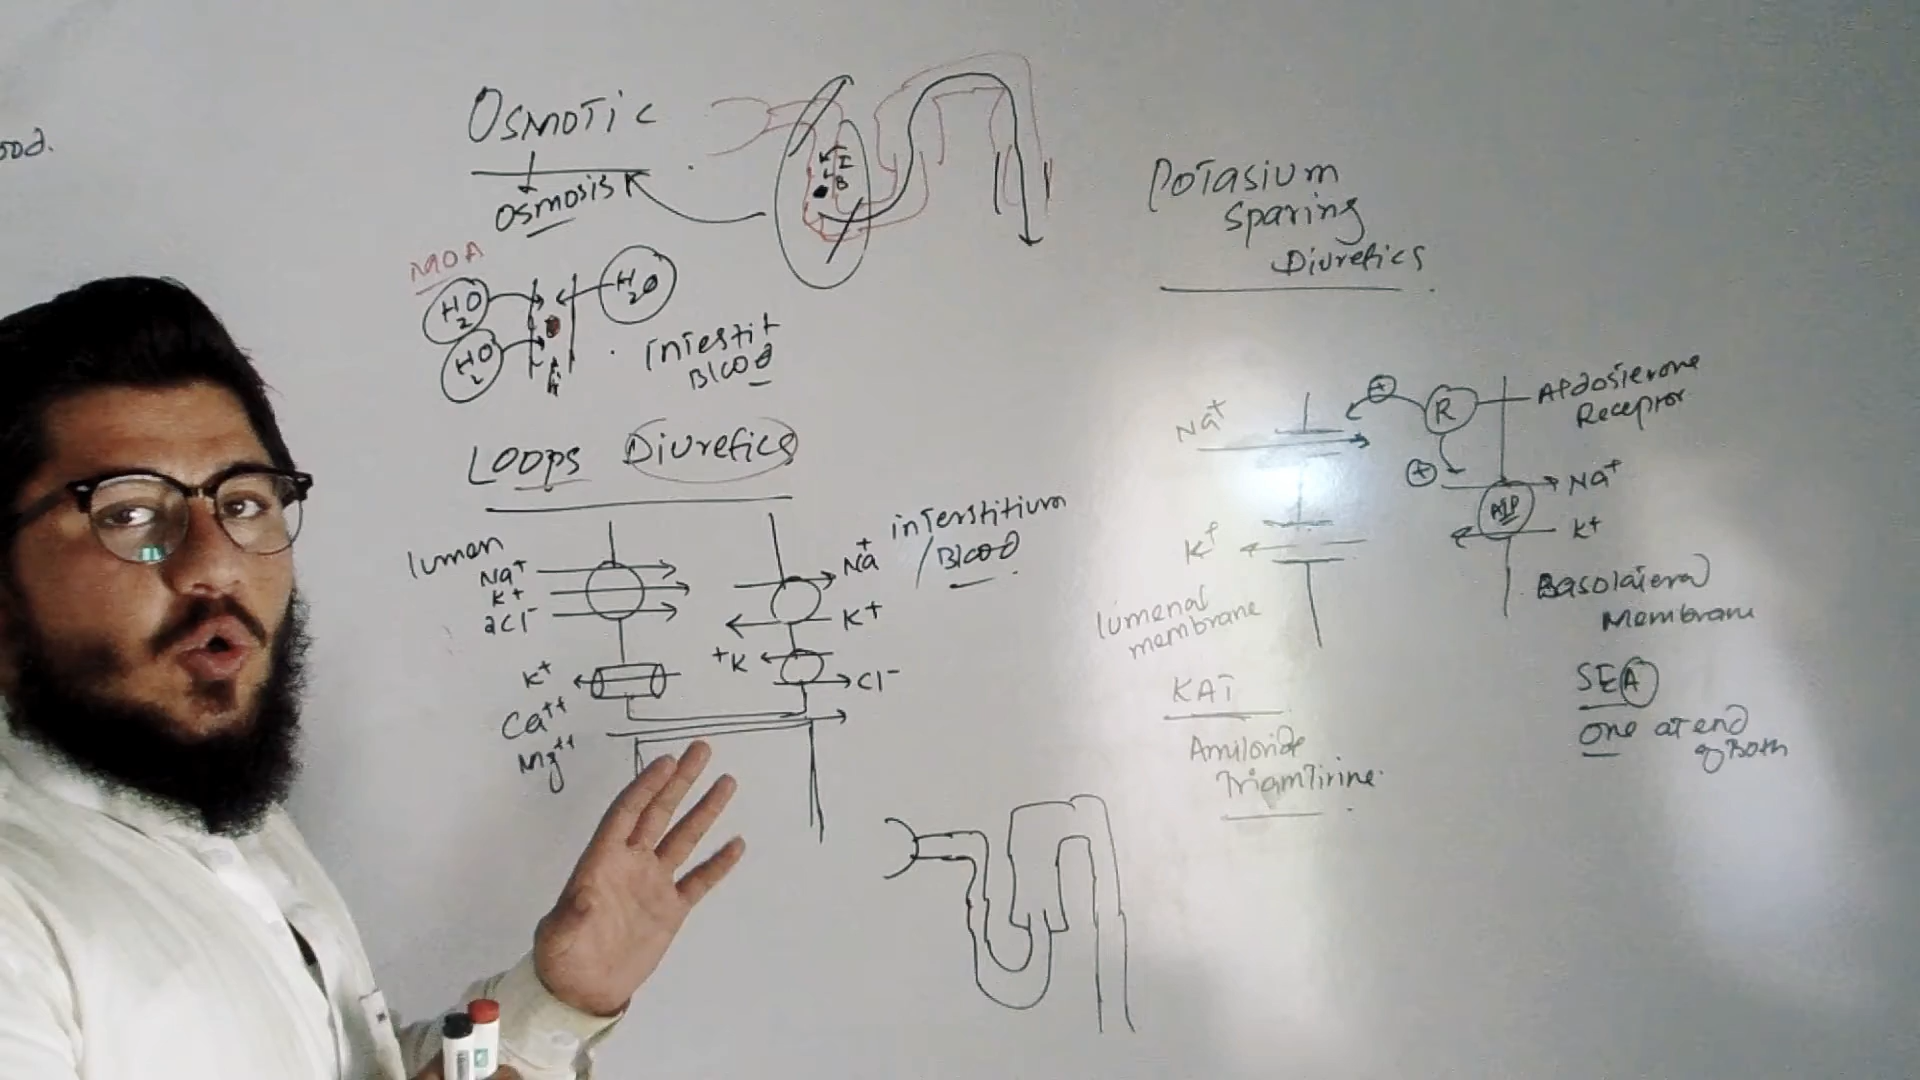 ood.
OSMOTIC
osmosis
MOA
H2O
H2O
H2O
intestit
Blood
I
B
Loops Diuretics
lumen
Na+
K+
2Cl-
K+
Ca++
Mg++
Na+
K+
+K
Cl-
interstitium
/Blood
Potasium
Sparing
Diuretics
Na+
K+
lumenal
membrane
+
R
+
Aldosterone
Receptor
ATP
Na+
K+
Basolateral
Membrane
KAT
Amiloride
Triamtirine
SEA
one at end
of Both